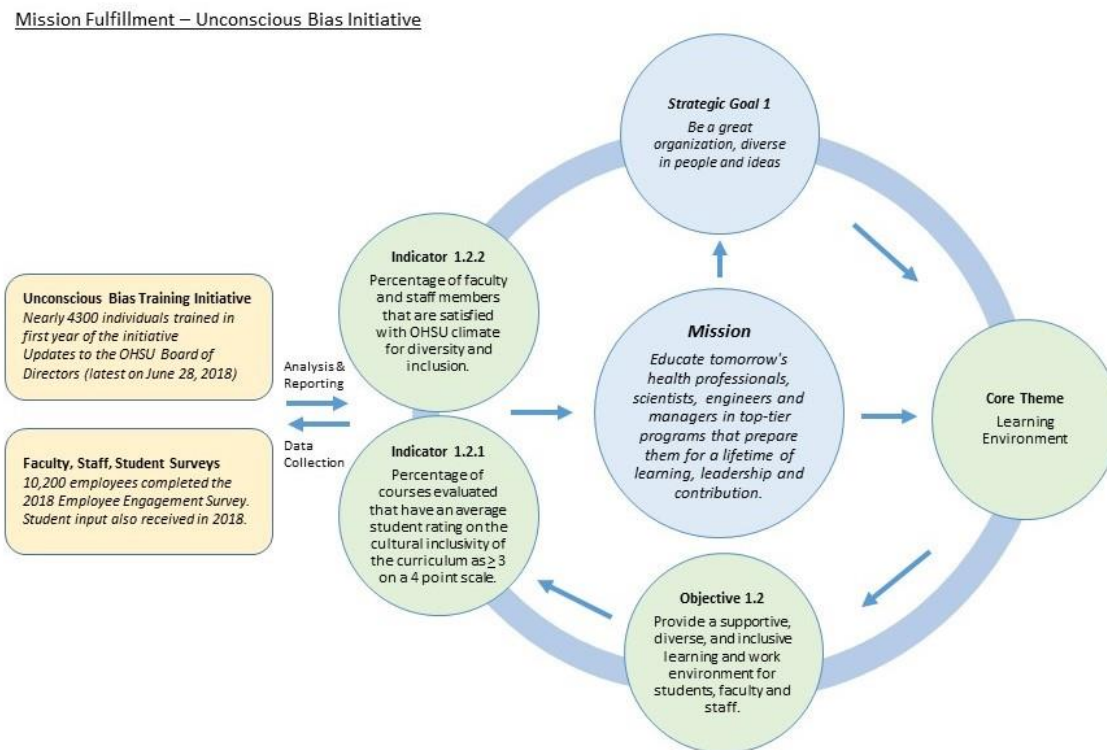 Mission Fulfillment – Unconscious Bias Initiative
Strategic Goal 1
Be a great
organization, diverse
in people and ideas
Indicator 1.2.2
Percentage of faculty
and staff members
that are satisfied
with OHSU climate
for diversity and
inclusion.
Unconscious Bias Training Initiative
Nearly 4300 individuals trained in
first year of the initiative
Updates to the OHSU Board of
Directors (latest on June 28, 2018)
Analysis &
Reporting
Data
Collection
Mission
Educate tomorrow's
health professionals,
scientists, engineers and
managers in top-tier
programs that prepare
them for a lifetime of
learning, leadership and
contribution.
Core Theme
Learning
Environment
Faculty, Staff, Student Surveys
10,200 employees completed the
2018 Employee Engagement Survey.
Student input also received in 2018.
Indicator 1.2.1
Percentage of
courses evaluated
that have an average
student rating on the
cultural inclusivity of
the curriculum as ≥ 3
on a 4 point scale.
Objective 1.2
Provide a supportive,
diverse, and inclusive
learning and work
environment for
students, faculty and
staff.